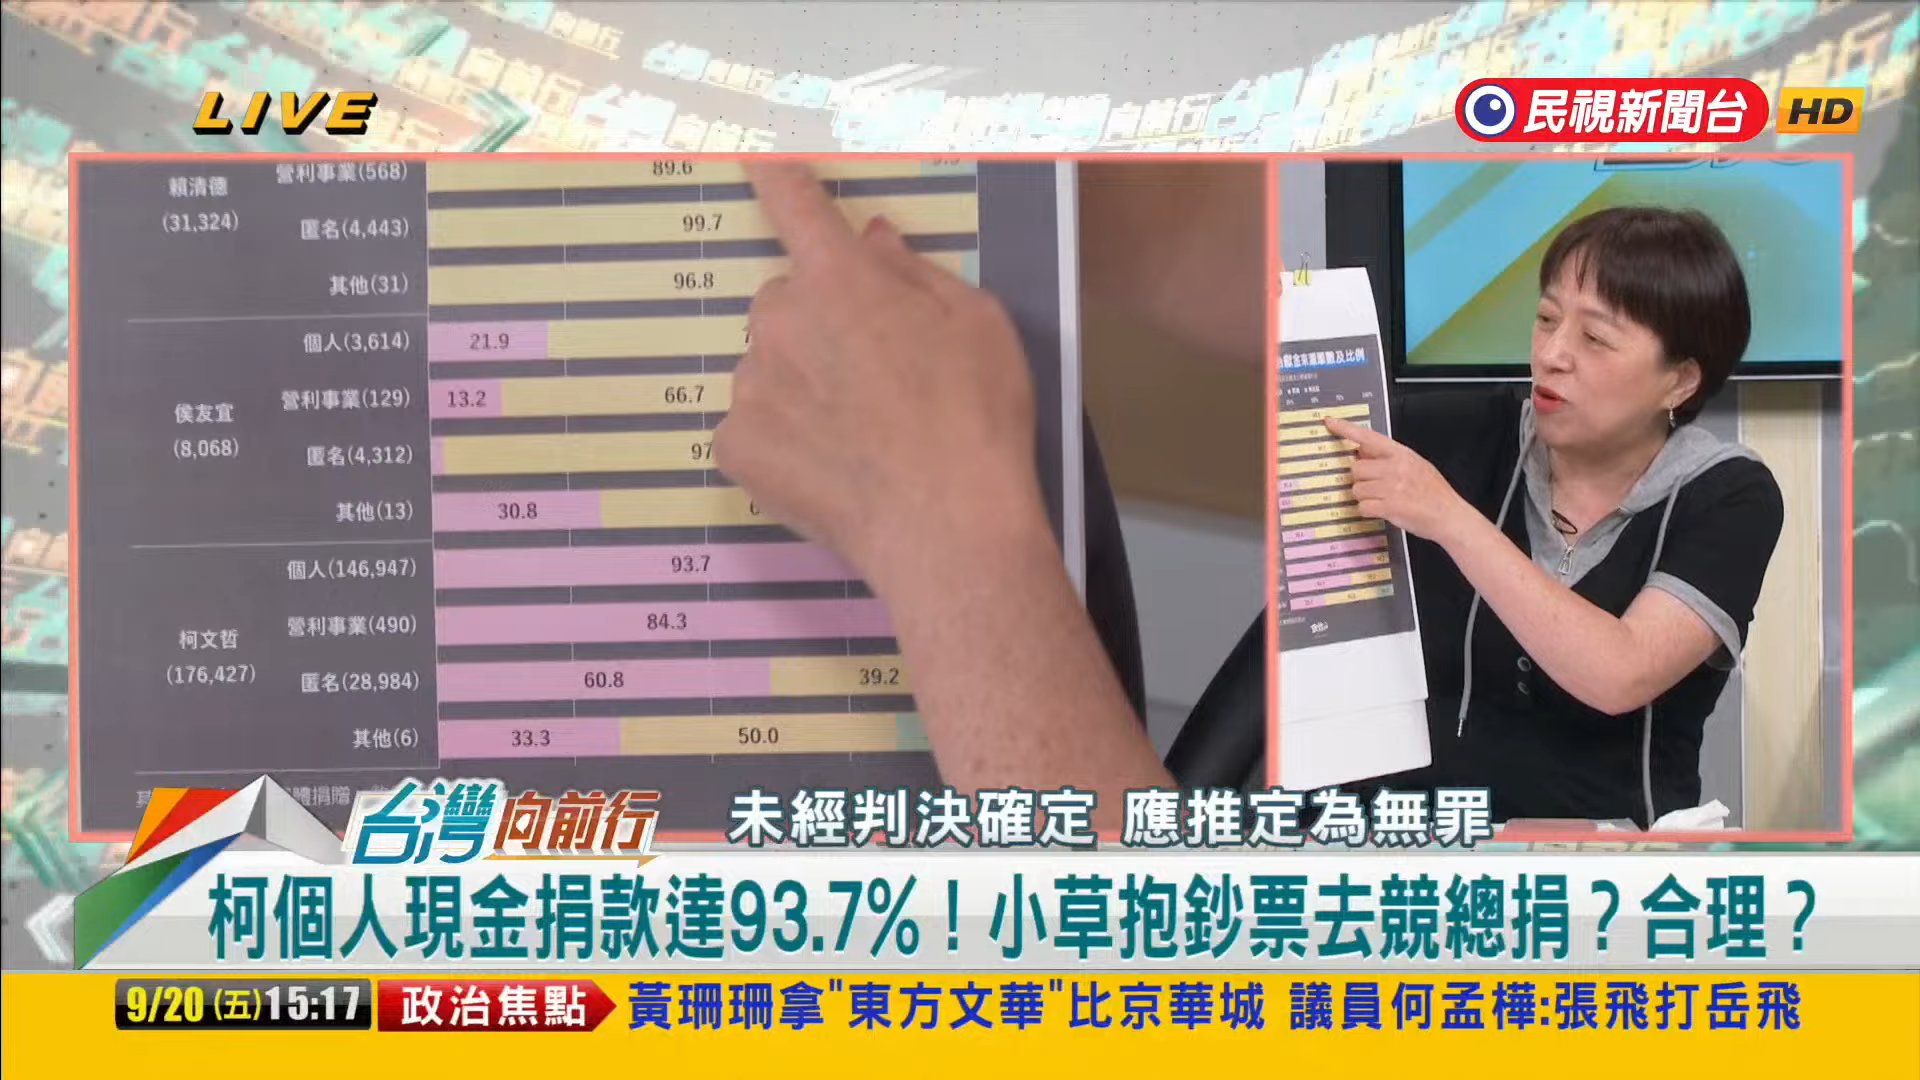 LIVE
民視新聞台 HD
賴清德
(31,324)
營利事業(568) 89.6
匿名(4,443) 99.7
其他(31) 96.8
侯友宜
(8,068)
個人(3,614) 21.9
營利事業(129) 13.2 66.7
匿名(4,312) 97
其他(13) 30.8
柯文哲
(176,427)
個人(146,947) 93.7
營利事業(490) 84.3
匿名(28,984) 60.8 39.2
其他(6) 33.3 50.0
台灣向前行
未經判決確定 應推定為無罪
柯個人現金捐款達93.7%！小草抱鈔票去競總捐？合理？
9/20(五)15:17 政治焦點 黃珊珊拿"東方文華"比京華城 議員何孟樺:張飛打岳飛